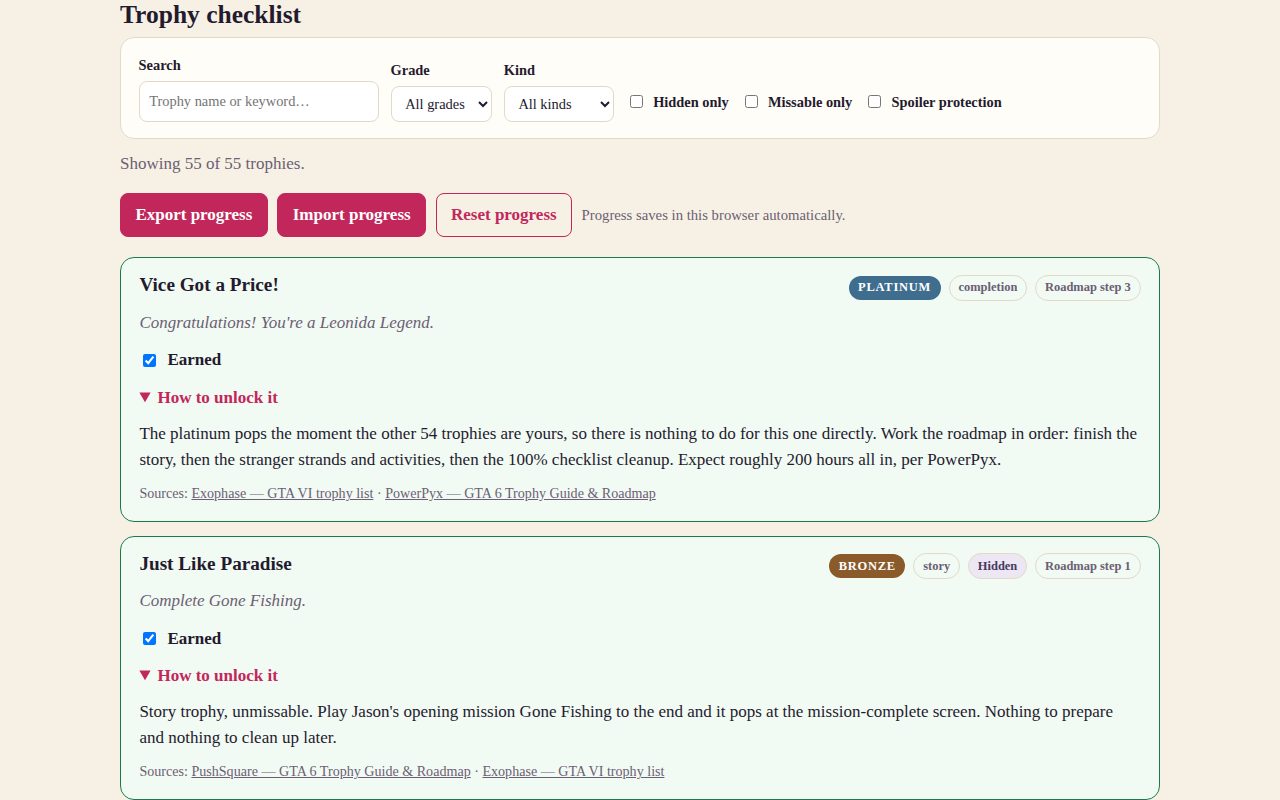 Trophy checklist
Search
Grade
Kind
Trophy name or keyword…
All grades
All kinds
Hidden only
Missable only
Spoiler protection
Showing 55 of 55 trophies.
Export progress
Import progress
Reset progress
Progress saves in this browser automatically.
Vice Got a Price!
PLATINUM
completion
Roadmap step 3
Congratulations! You're a Leonida Legend.
Earned
How to unlock it
The platinum pops the moment the other 54 trophies are yours, so there is nothing to do for this one directly. Work the roadmap in order: finish the
story, then the stranger strands and activities, then the 100% checklist cleanup. Expect roughly 200 hours all in, per PowerPyx.
Sources: Exophase — GTA VI trophy list · PowerPyx — GTA 6 Trophy Guide & Roadmap
Just Like Paradise
BRONZE
story
Hidden
Roadmap step 1
Complete Gone Fishing.
Earned
How to unlock it
Story trophy, unmissable. Play Jason's opening mission Gone Fishing to the end and it pops at the mission-complete screen. Nothing to prepare
and nothing to clean up later.
Sources: PushSquare — GTA 6 Trophy Guide & Roadmap · Exophase — GTA VI trophy list